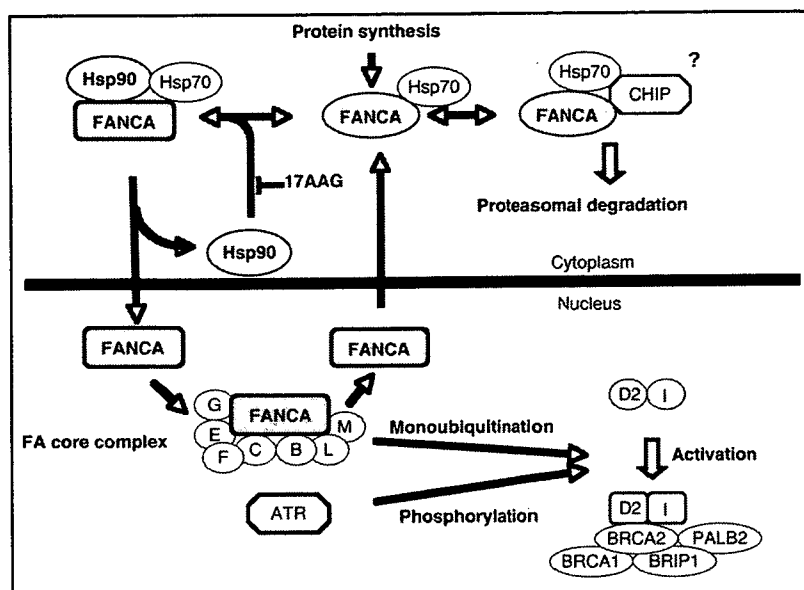 Protein synthesis
?
Hsp90 Hsp70
FANCA
Hsp70
FANCA
Hsp70
CHIP
FANCA
17AAG
Proteasomal degradation
Hsp90
Cytoplasm
Nucleus
FANCA
FANCA
FA core complex
G
FANCA
E
M
F
C
B
L
Monoubiquitination
D2 I
Activation
ATR
Phosphorylation
D2 I
BRCA2 PALB2
BRCA1 BRIP1